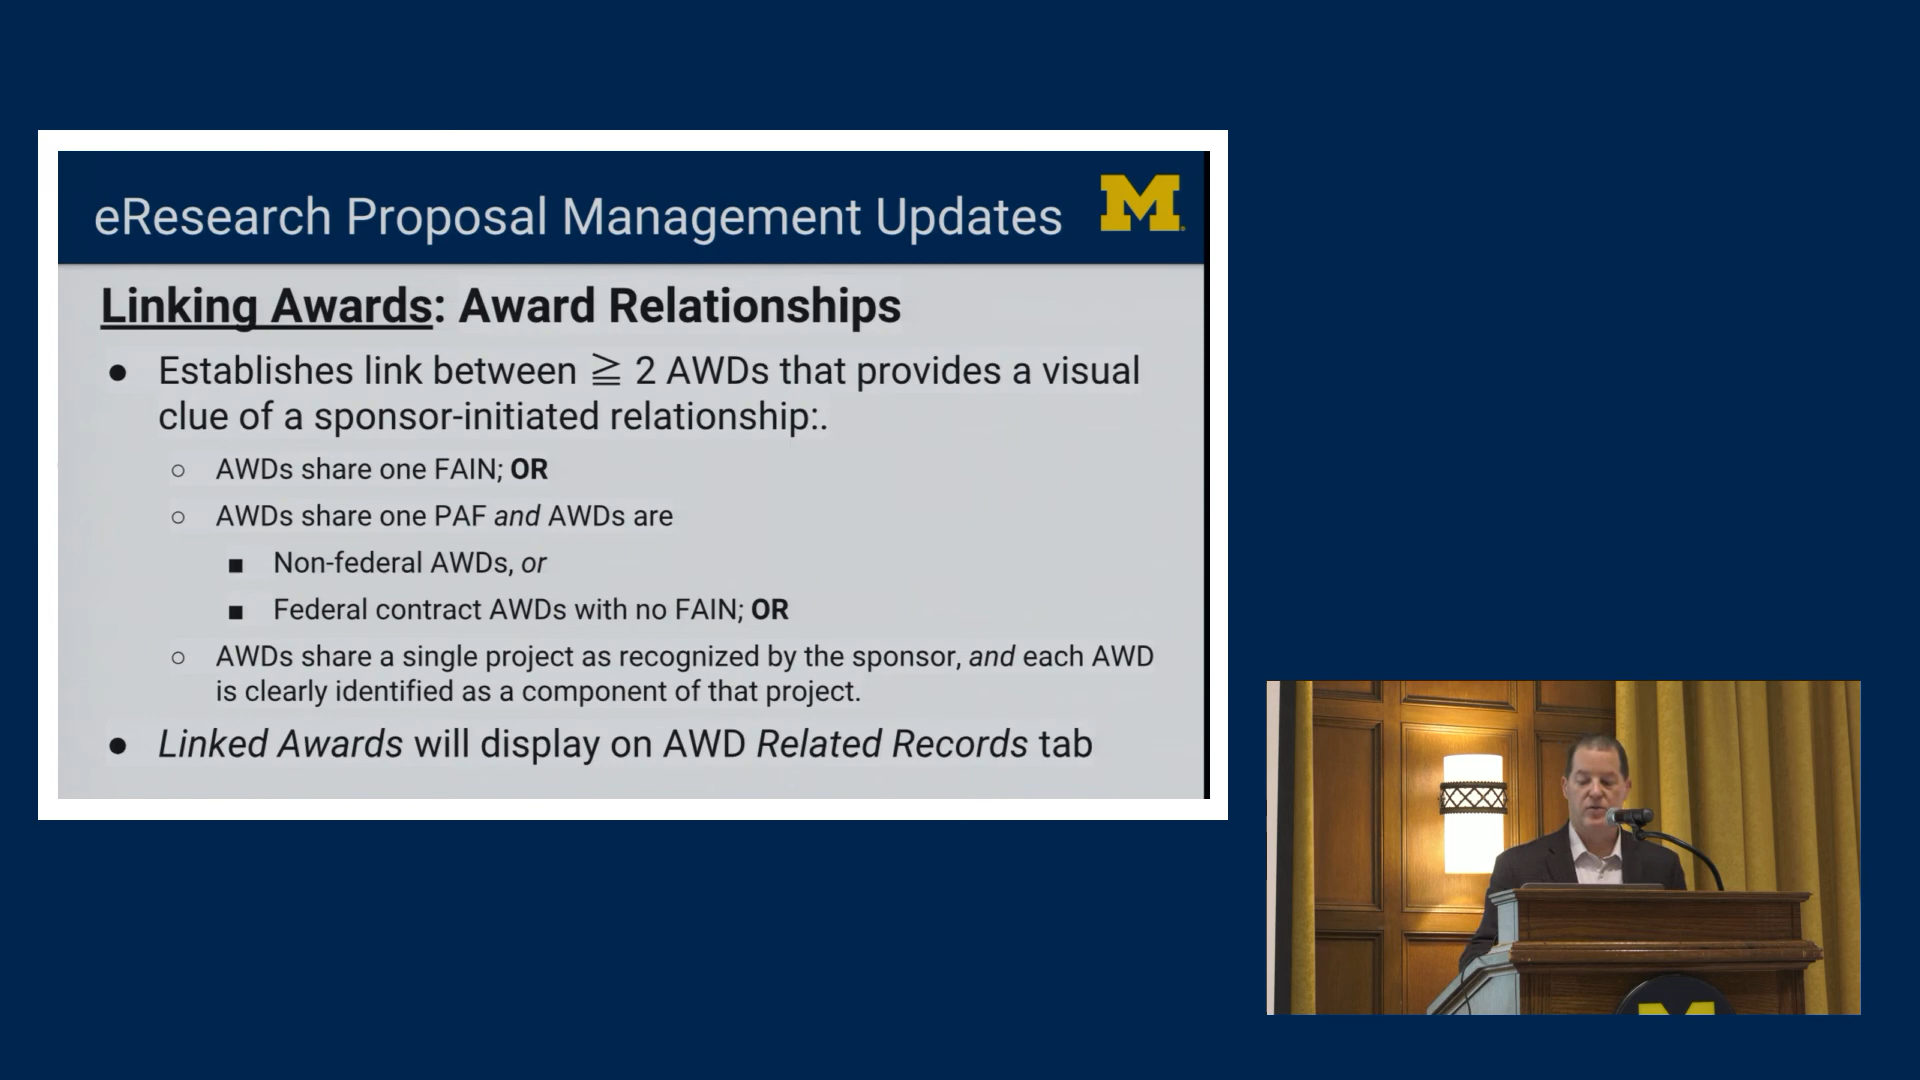 eResearch Proposal Management Updates
M
Linking Awards: Award Relationships
● Establishes link between ≧ 2 AWDs that provides a visual
clue of a sponsor-initiated relationship:.
○ AWDs share one FAIN; OR
○ AWDs share one PAF and AWDs are
■ Non-federal AWDs, or
■ Federal contract AWDs with no FAIN; OR
○ AWDs share a single project as recognized by the sponsor, and each AWD
is clearly identified as a component of that project.
● Linked Awards will display on AWD Related Records tab
M